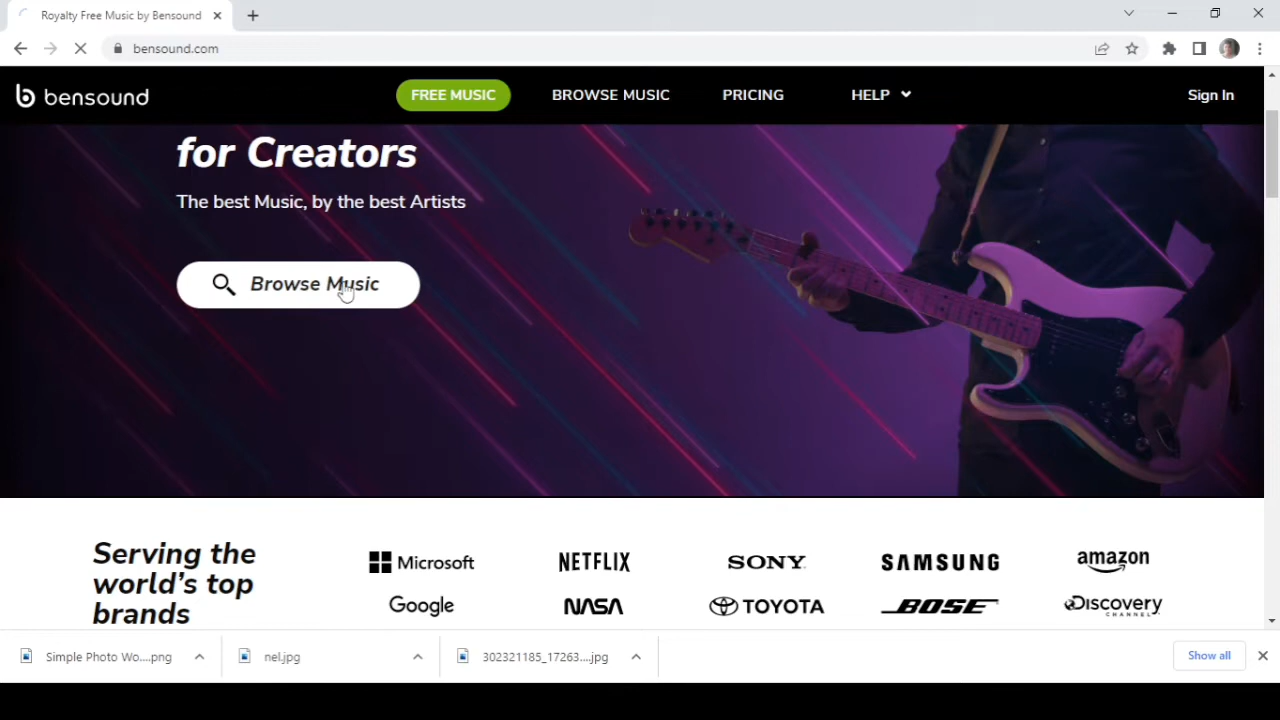 Royalty Free Music by Bensound
bensound.com
bensound
FREE MUSIC
BROWSE MUSIC
PRICING
HELP
Sign In
for Creators
The best Music, by the best Artists
Browse Music
Serving the
world's top
brands
Microsoft
NETFLIX
SONY
SAMSUNG
amazon
Google
NASA
TOYOTA
BOSE
Discovery
CHANNEL
Simple Photo Wo....png
nel.jpg
302321185_17263....jpg
Show all